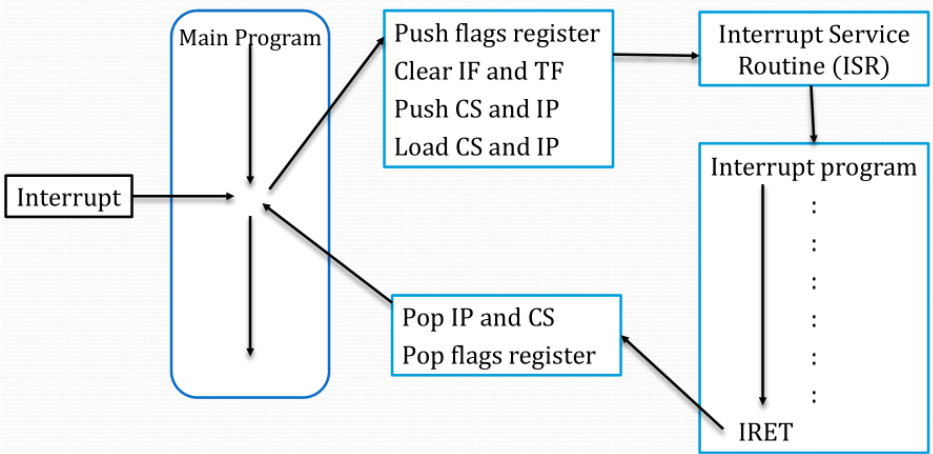 Main Program
Interrupt
Push flags register
Clear IF and TF
Push CS and IP
Load CS and IP
Interrupt Service
Routine (ISR)
Interrupt program
:
:
:
:
:
:
IRET
Pop IP and CS
Pop flags register